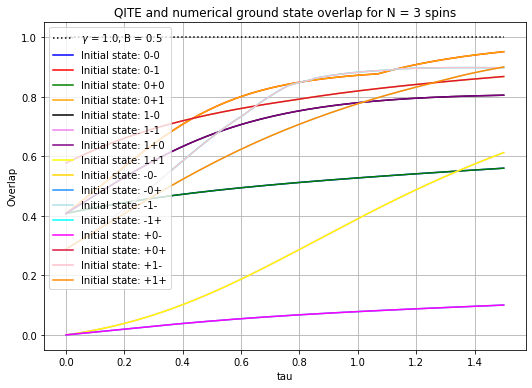 QITE and numerical ground state overlap for N = 3 spins
1.0
0.8
0.6
0.4
0.2
0.0
Overlap
γ = 1.0, B = 0.5
Initial state: 0-0
Initial state: 0-1
Initial state: 0+0
Initial state: 0+1
Initial state: 1-0
Initial state: 1-1
Initial state: 1+0
Initial state: 1+1
Initial state: -0-
Initial state: -0+
Initial state: -1-
Initial state: -1+
Initial state: +0-
Initial state: +0+
Initial state: +1-
Initial state: +1+
0.0 0.2 0.4 0.6 0.8 1.0 1.2 1.4
tau